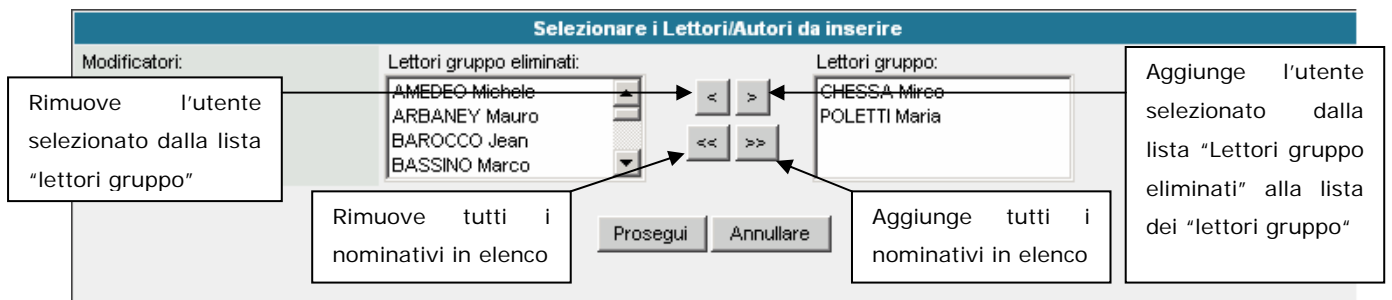 Selezionare i Lettori/Autori da inserire
Modificatori:
Lettori gruppo eliminati:
Lettori gruppo:
AMEDEO Michele
ARBANEY Mauro
BAROCCO Jean
BASSINO Marco
<
>
<<
>>
CHESSA Mirco
POLETTI Maria
Rimuove l'utente
selezionato dalla lista
“lettori gruppo”
Aggiunge l'utente
selezionato dalla
lista “Lettori gruppo
eliminati” alla lista
dei “lettori gruppo“
Rimuove tutti i
nominativi in elenco
Prosegui
Annullare
Aggiunge tutti i
nominativi in elenco